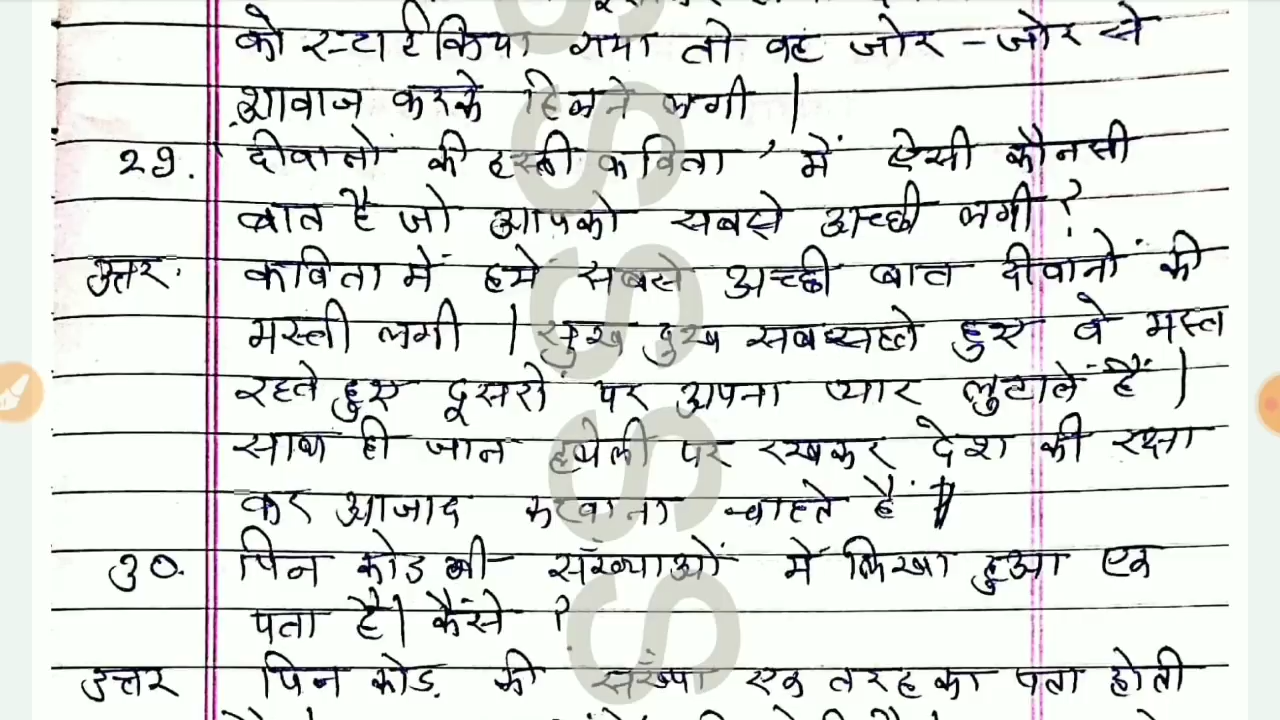 को स्टार्ट किया गया तो वह जोर - जोर से
आवाज करके हिलने लगी |
29. 'दीवानों की हस्ती कविता' में ऐसी कौनसी
बात है जो आपको सबसे अच्छी लगी ?
उत्तर. कविता में हमें सबसे अच्छी बात दीवानों की
मस्ती लगी | सुख दुख सब सहते हुए वे मस्त
रहते हुए दूसरों पर अपना प्यार लुटाते हैं |
साथ ही जान हथेली पर रखकर देश की रक्षा
कर आजाद करवाना चाहते हैं ||
30. पिन कोड भी संख्याओं में लिखा हुआ एक
पता है| कैसे ?
उत्तर पिन कोड की संख्या एक तरह का पता होती
SSSS